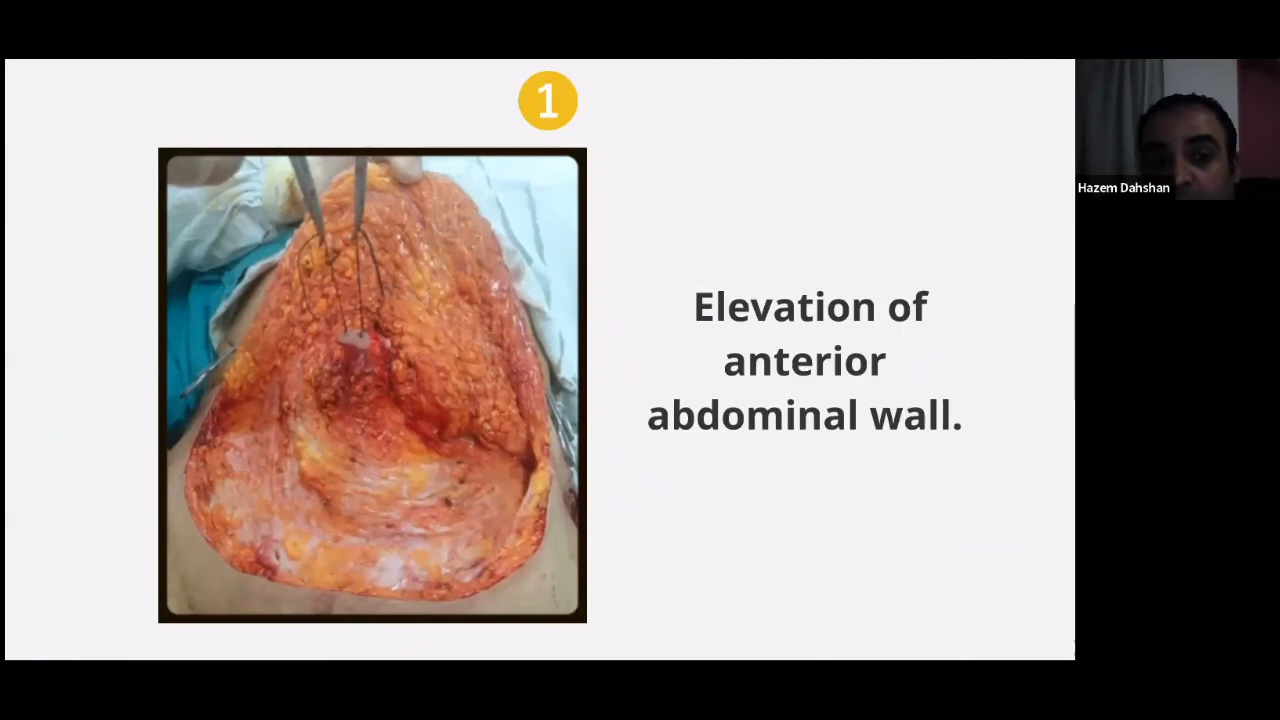 1
Elevation of
anterior
abdominal wall.
Hazem Dahshan